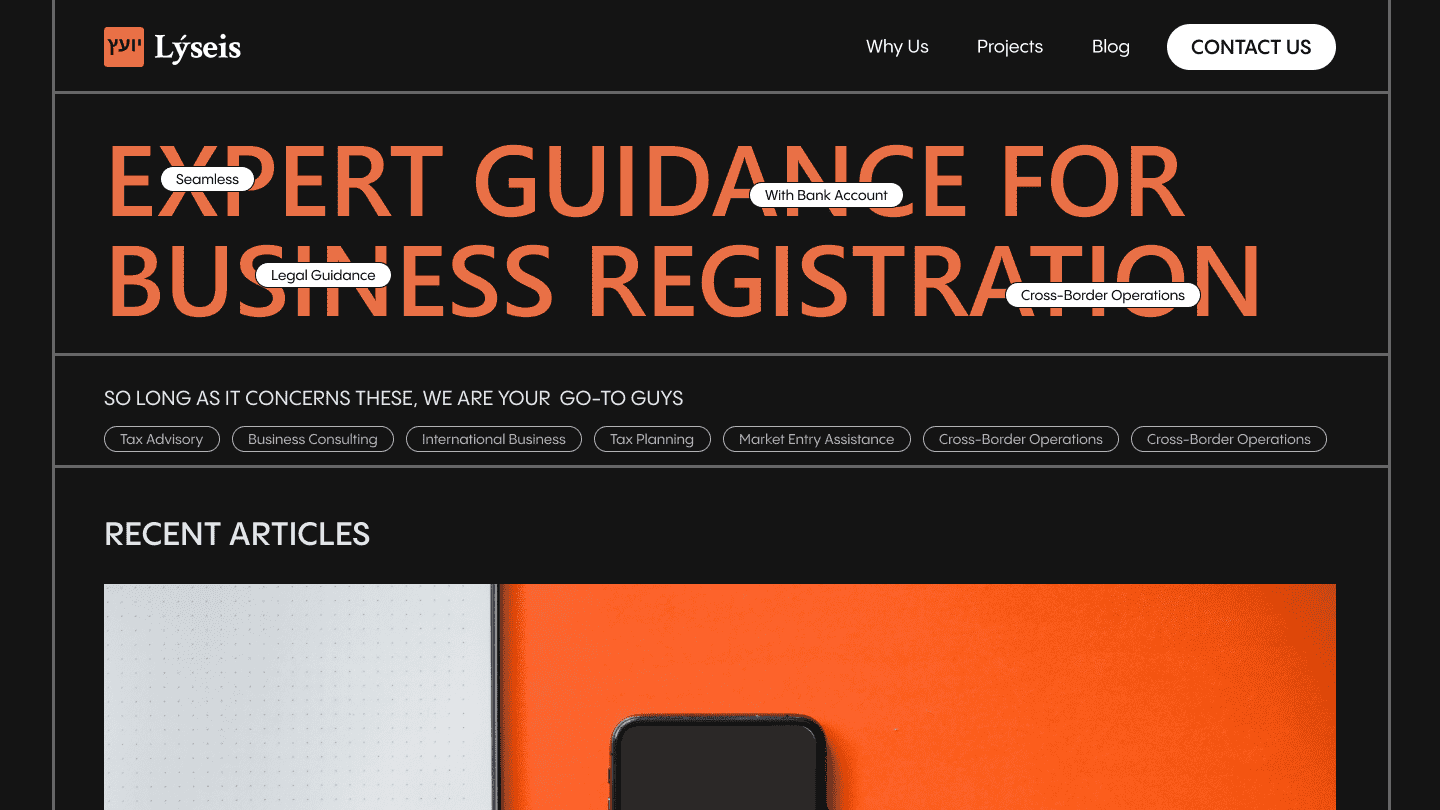 יועץ Lýseis Why Us Projects Blog CONTACT US
EXPERT GUIDANCE FOR
Seamless
With Bank Account
BUSINESS REGISTRATION
Legal Guidance
Cross-Border Operations
SO LONG AS IT CONCERNS THESE, WE ARE YOUR  GO-TO GUYS
Tax Advisory Business Consulting International Business Tax Planning Market Entry Assistance Cross-Border Operations Cross-Border Operations
RECENT ARTICLES